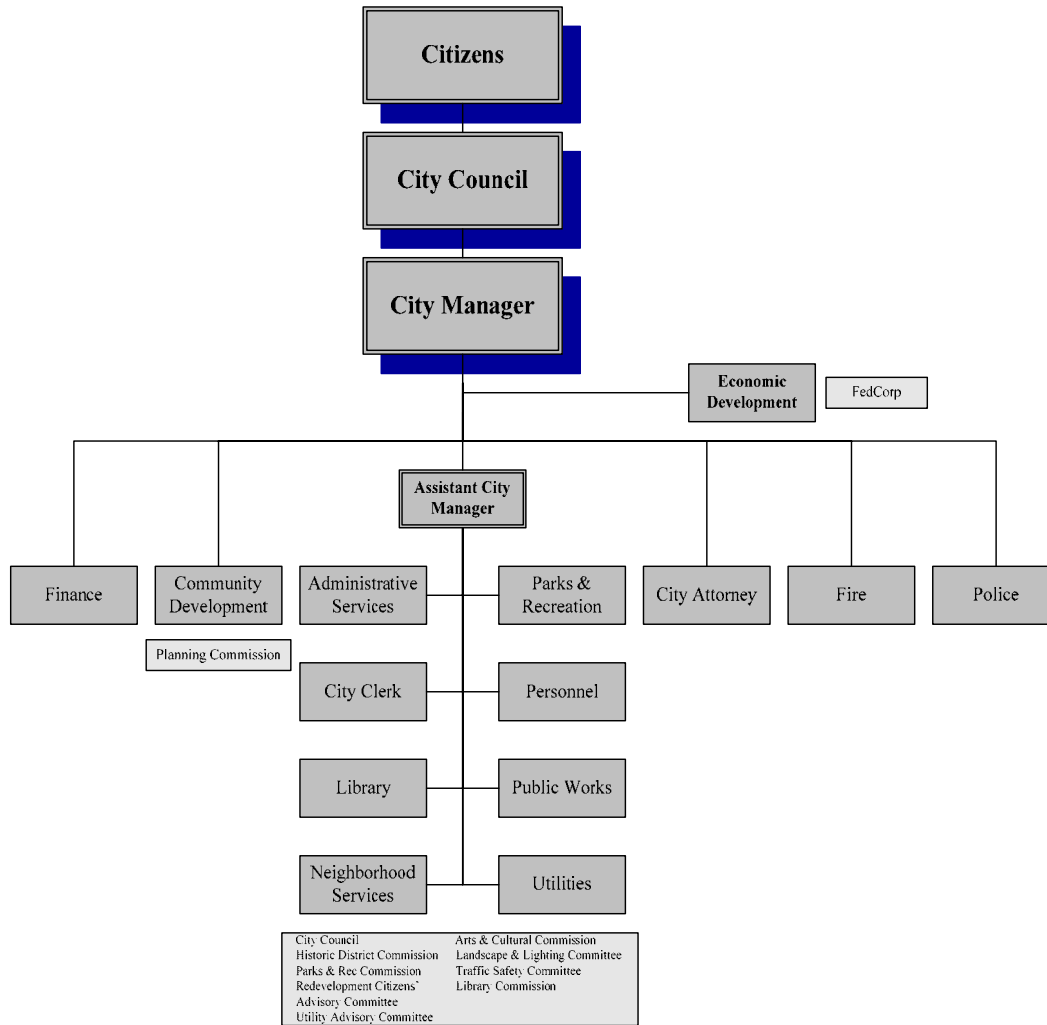 Citizens
City Council
City Manager
Economic
Development
FedCorp
Assistant City
Manager
Finance
Community
Development
Administrative
Services
Parks &
Recreation
City Attorney
Fire
Police
Planning Commission
City Clerk
Personnel
Library
Public Works
Neighborhood
Services
Utilities
City Council
Historic District Commission
Parks & Rec Commission
Redevelopment Citizens'
Advisory Committee
Utility Advisory Committee
Arts & Cultural Commission
Landscape & Lighting Committee
Traffic Safety Committee
Library Commission